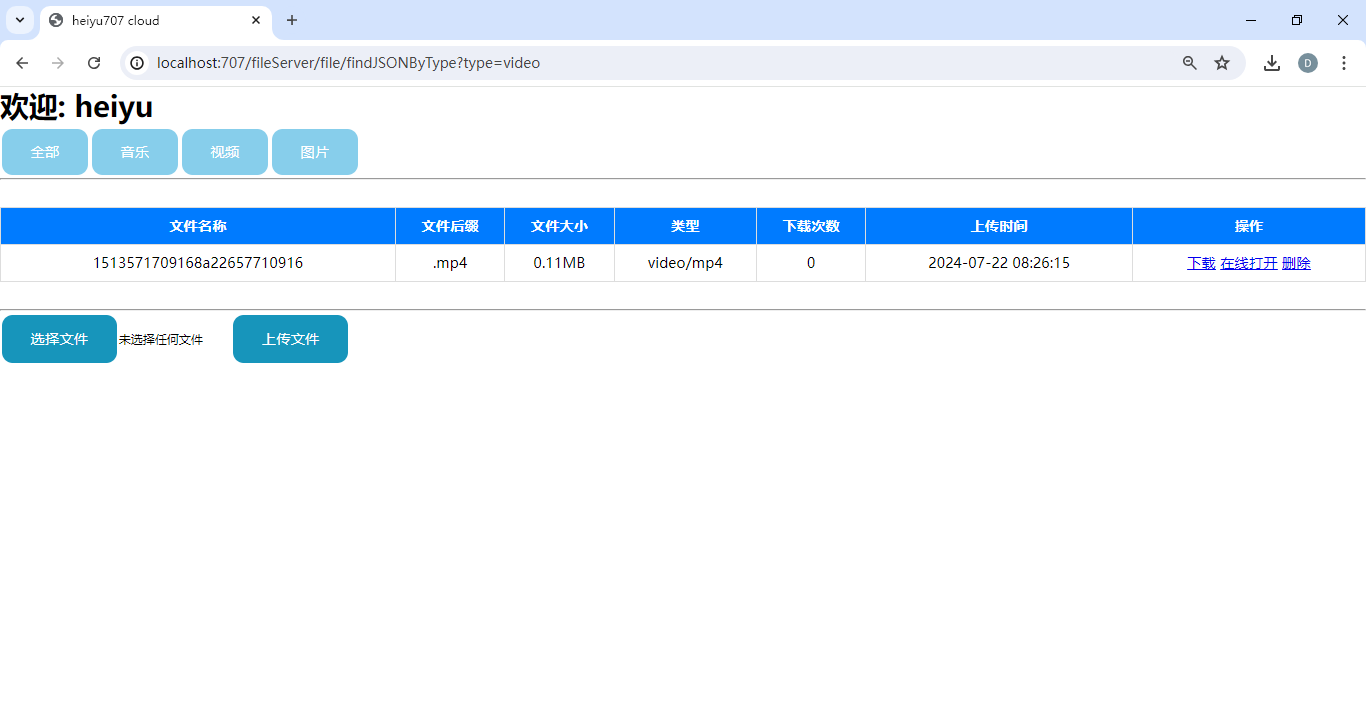 heiyu707 cloud
localhost:707/fileServer/file/findJSONByType?type=video
D
欢迎: heiyu
全部 音乐 视频 图片
文件名称 文件后缀 文件大小 类型 下载次数 上传时间 操作
1513571709168a22657710916 .mp4 0.11MB video/mp4 0 2024-07-22 08:26:15 下载 在线打开 删除
选择文件 未选择任何文件 上传文件